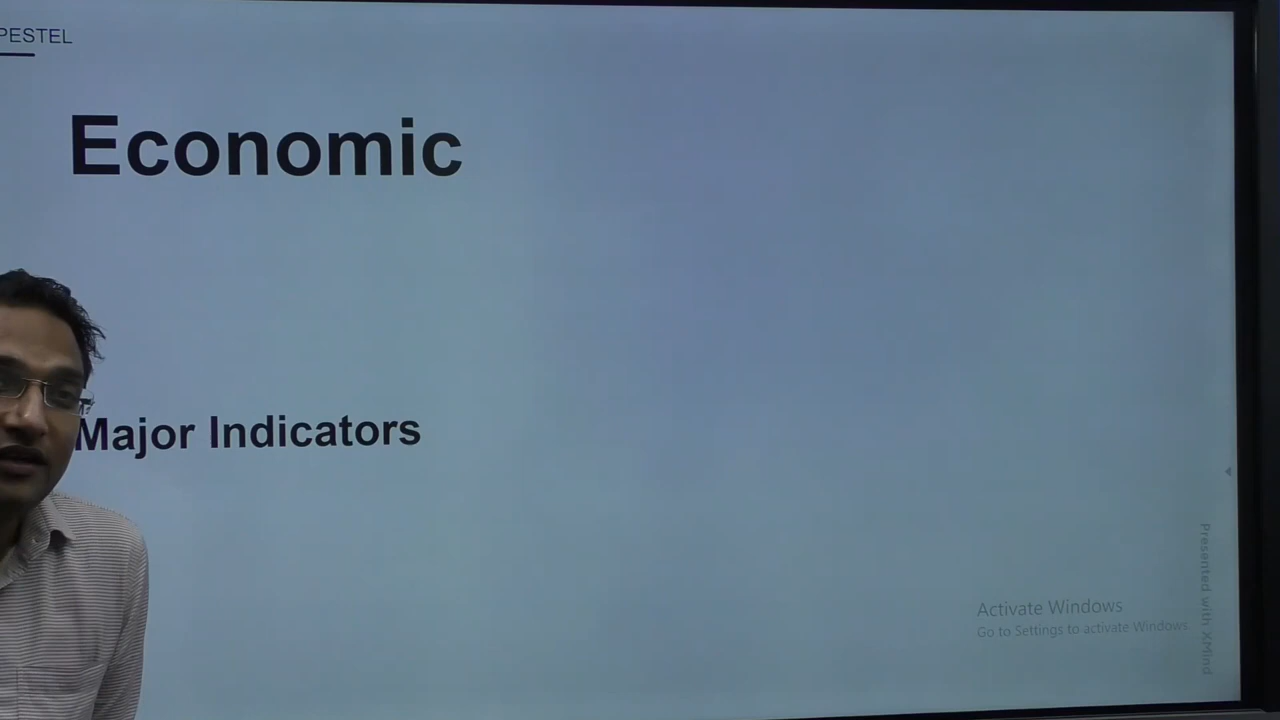 PESTEL
Economic
Major Indicators
Activate Windows
Go to Settings to activate Windows.
Presented with XMind